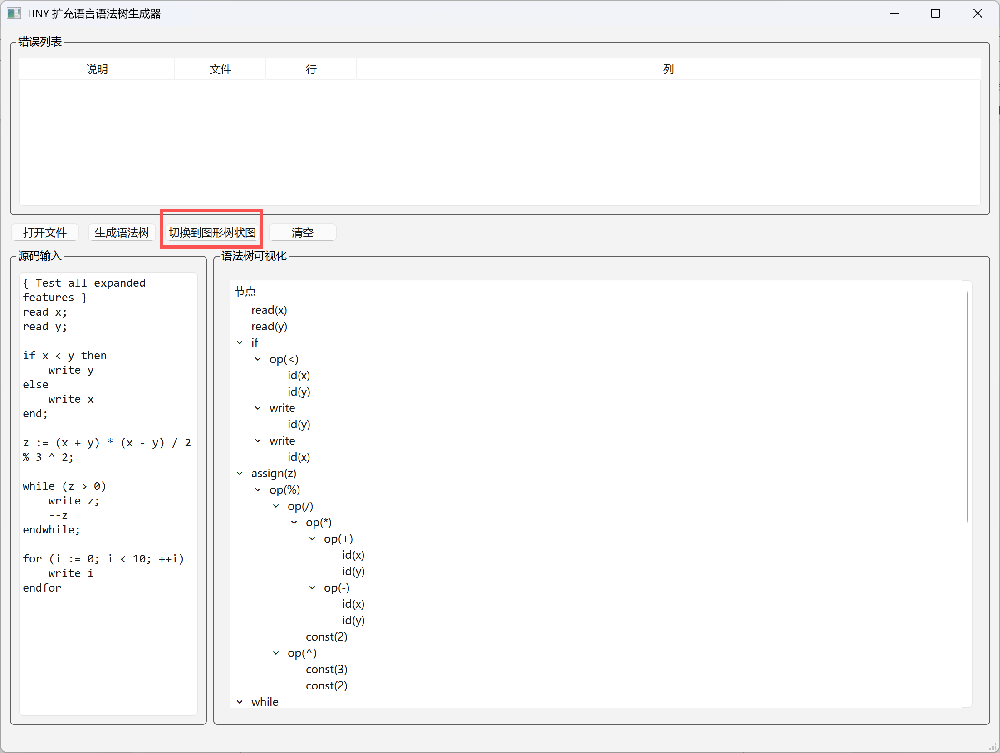 TINY 扩充语言语法树生成器
错误列表
说明 文件 行 列
打开文件 生成语法树 切换到图形树状图 清空
源码输入
{ Test all expanded
features }
read x;
read y;
if x < y then
    write y
else
    write x
end;
z := (x + y) * (x - y) / 2
% 3 ^ 2;
while (z > 0)
    write z;
    --z
endwhile;
for (i := 0; i < 10; ++i)
    write i
endfor
语法树可视化
节点
read(x)
read(y)
if
op(<)
id(x)
id(y)
write
id(y)
write
id(x)
assign(z)
op(%)
op(/)
op(*)
op(+)
id(x)
id(y)
op(-)
id(x)
id(y)
const(2)
op(^)
const(3)
const(2)
while